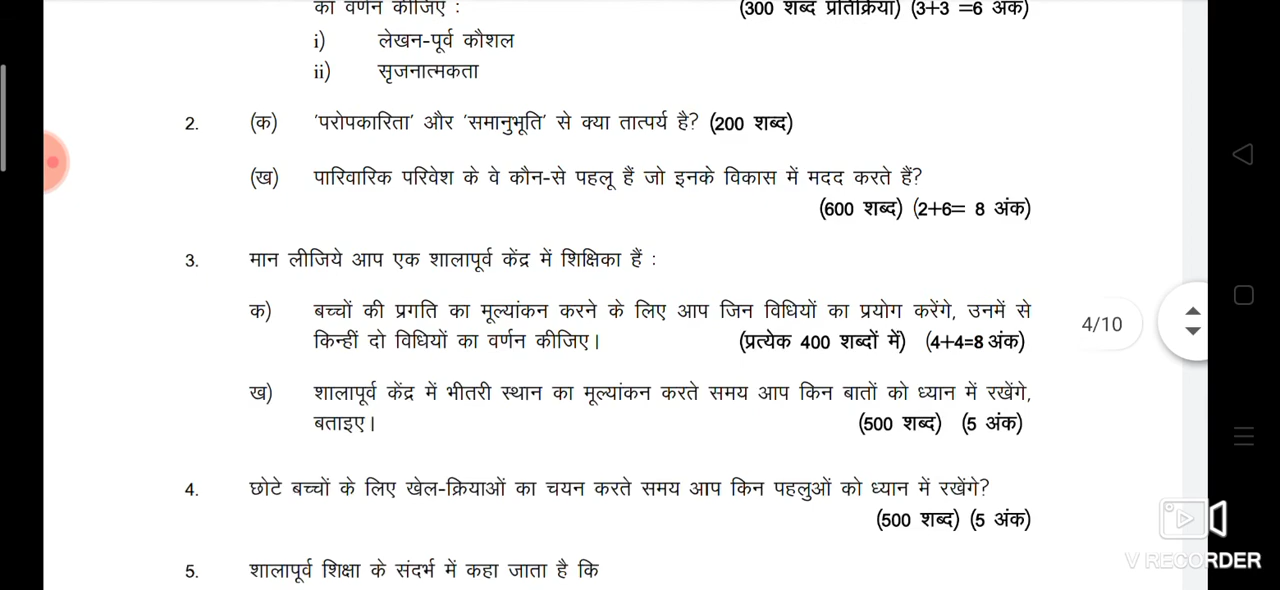 का वर्णन कीजिए : (300 शब्द प्रतिक्रिया) (3+3 =6 अंक)
i) लेखन-पूर्व कौशल
ii) सृजनात्मकता
2. (क) 'परोपकारिता' और 'समानुभूति' से क्या तात्पर्य है? (200 शब्द)
(ख) पारिवारिक परिवेश के वे कौन-से पहलू हैं जो इनके विकास में मदद करते हैं?
(600 शब्द) (2+6= 8 अंक)
3. मान लीजिये आप एक शालापूर्व केंद्र में शिक्षिका हैं :
क) बच्चों की प्रगति का मूल्यांकन करने के लिए आप जिन विधियों का प्रयोग करेंगे, उनमें से
किन्हीं दो विधियों का वर्णन कीजिए। (प्रत्येक 400 शब्दों में) (4+4=8 अंक)
4/10
ख) शालापूर्व केंद्र में भीतरी स्थान का मूल्यांकन करते समय आप किन बातों को ध्यान में रखेंगे,
बताइए। (500 शब्द) (5 अंक)
4. छोटे बच्चों के लिए खेल-क्रियाओं का चयन करते समय आप किन पहलुओं को ध्यान में रखेंगे?
(500 शब्द) (5 अंक)
5. शालापूर्व शिक्षा के संदर्भ में कहा जाता है कि
V RECORDER